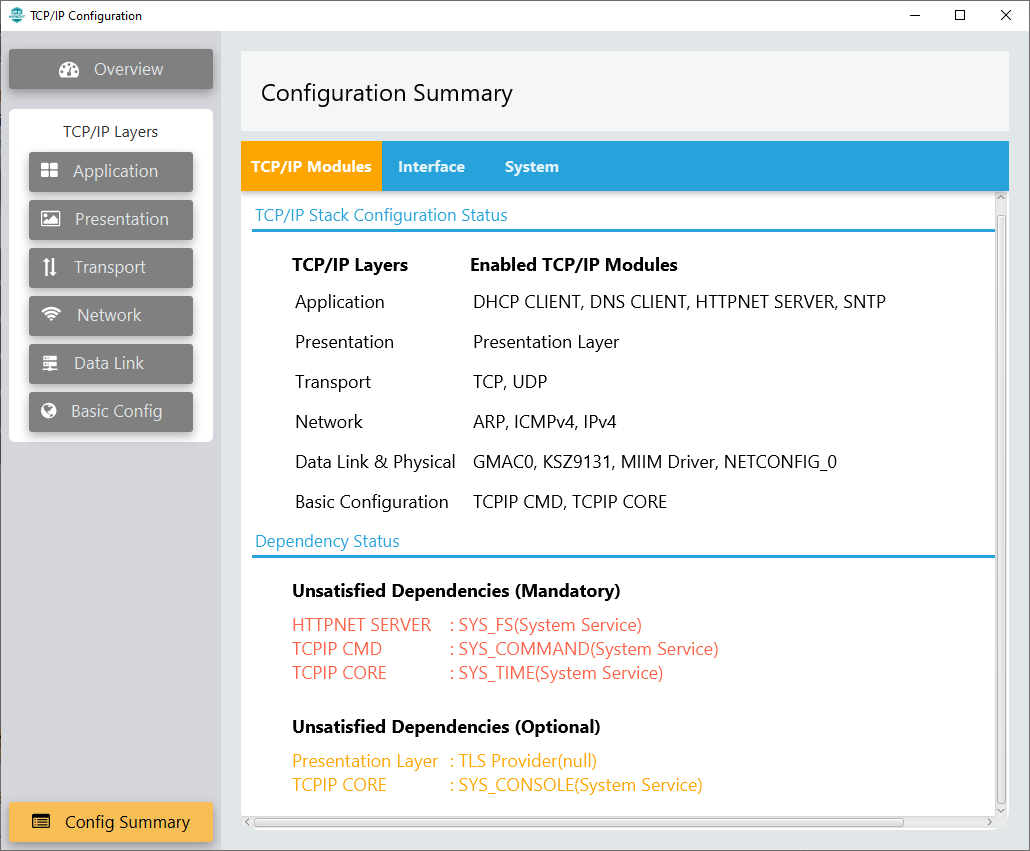 TCP/IP Configuration
Overview
TCP/IP Layers
Application
Presentation
Transport
Network
Data Link
Basic Config
Config Summary
Configuration Summary
TCP/IP Modules Interface System
TCP/IP Stack Configuration Status
TCP/IP Layers Enabled TCP/IP Modules
Application DHCP CLIENT, DNS CLIENT, HTTPNET SERVER, SNTP
Presentation Presentation Layer
Transport TCP, UDP
Network ARP, ICMPv4, IPv4
Data Link & Physical GMAC0, KSZ9131, MIIM Driver, NETCONFIG_0
Basic Configuration TCPIP CMD, TCPIP CORE
Dependency Status
Unsatisfied Dependencies (Mandatory)
HTTPNET SERVER : SYS_FS(System Service)
TCPIP CMD : SYS_COMMAND(System Service)
TCPIP CORE : SYS_TIME(System Service)
Unsatisfied Dependencies (Optional)
Presentation Layer : TLS Provider(null)
TCPIP CORE : SYS_CONSOLE(System Service)